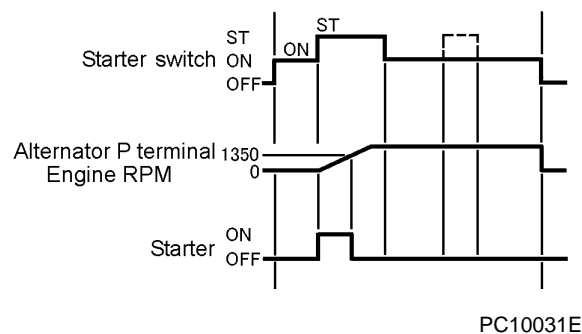 ST
ST
Starter switch ON ON
OFF
Alternator P terminal 1350
Engine RPM 0
ON
Starter OFF
PC10031E